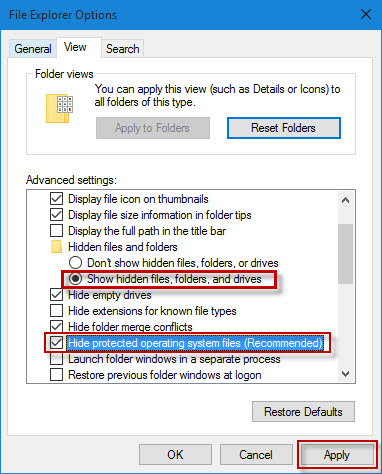 File Explorer Options
General
View
Search
Folder views
You can apply this view (such as Details or Icons) to
all folders of this type.
Apply to Folders
Reset Folders
Advanced settings:
Display file icon on thumbnails
Display file size information in folder tips
Display the full path in the title bar
Hidden files and folders
Don't show hidden files, folders, or drives
Show hidden files, folders, and drives
Hide empty drives
Hide extensions for known file types
Hide folder merge conflicts
Hide protected operating system files (Recommended)
Launch folder windows in a separate process
Restore previous folder windows at logon
Restore Defaults
OK
Cancel
Apply